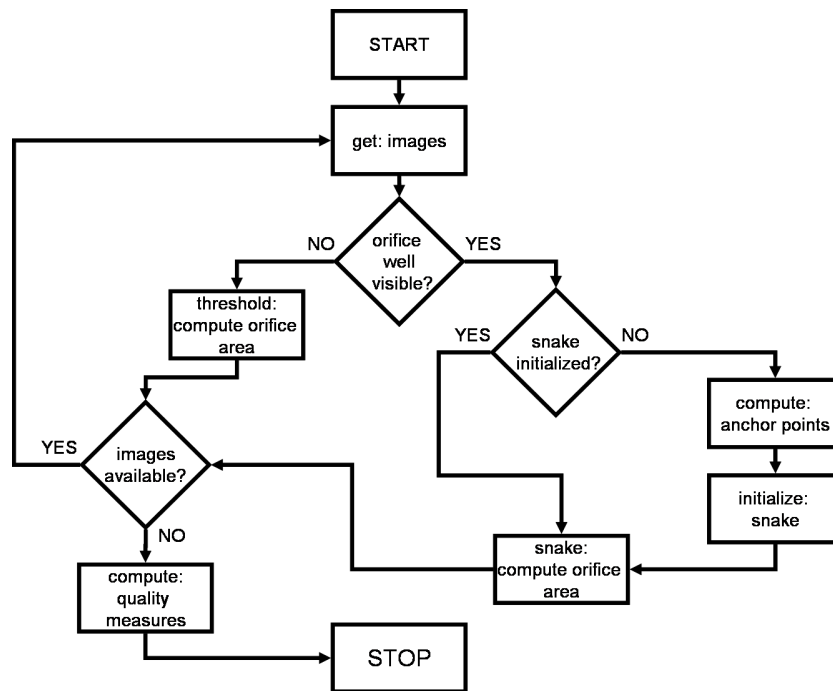 START
get: images
NO
orifice
well
visible?
YES
threshold:
compute orifice
area
YES
snake
initialized?
NO
compute:
anchor points
YES
images
available?
initialize:
snake
NO
snake:
compute orifice
area
compute:
quality
measures
STOP